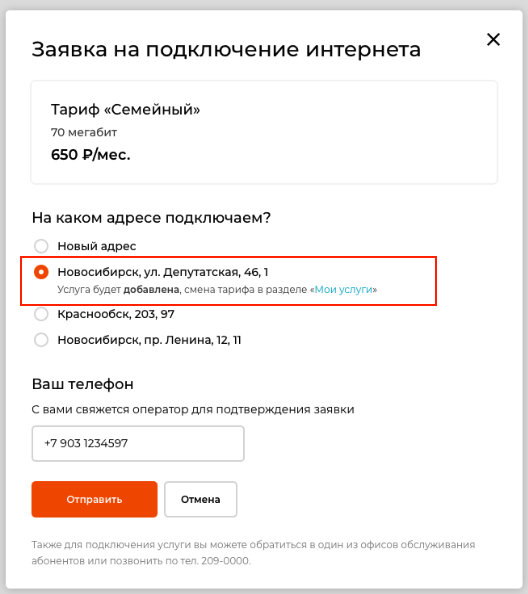 Заявка на подключение интернета
Тариф «Семейный»
70 мегабит
650 ₽/мес.
На каком адресе подключаем?
Новый адрес
Новосибирск, ул. Депутатская, 46, 1
Услуга будет добавлена, смена тарифа в разделе «Мои услуги»
Краснообск, 203, 97
Новосибирск, пр. Ленина, 12, 11
Ваш телефон
С вами свяжется оператор для подтверждения заявки
+7 903 1234597
Отправить
Отмена
Также для подключения услуги вы можете обратиться в один из офисов обслуживания
абонентов или позвонить по тел. 209-0000.